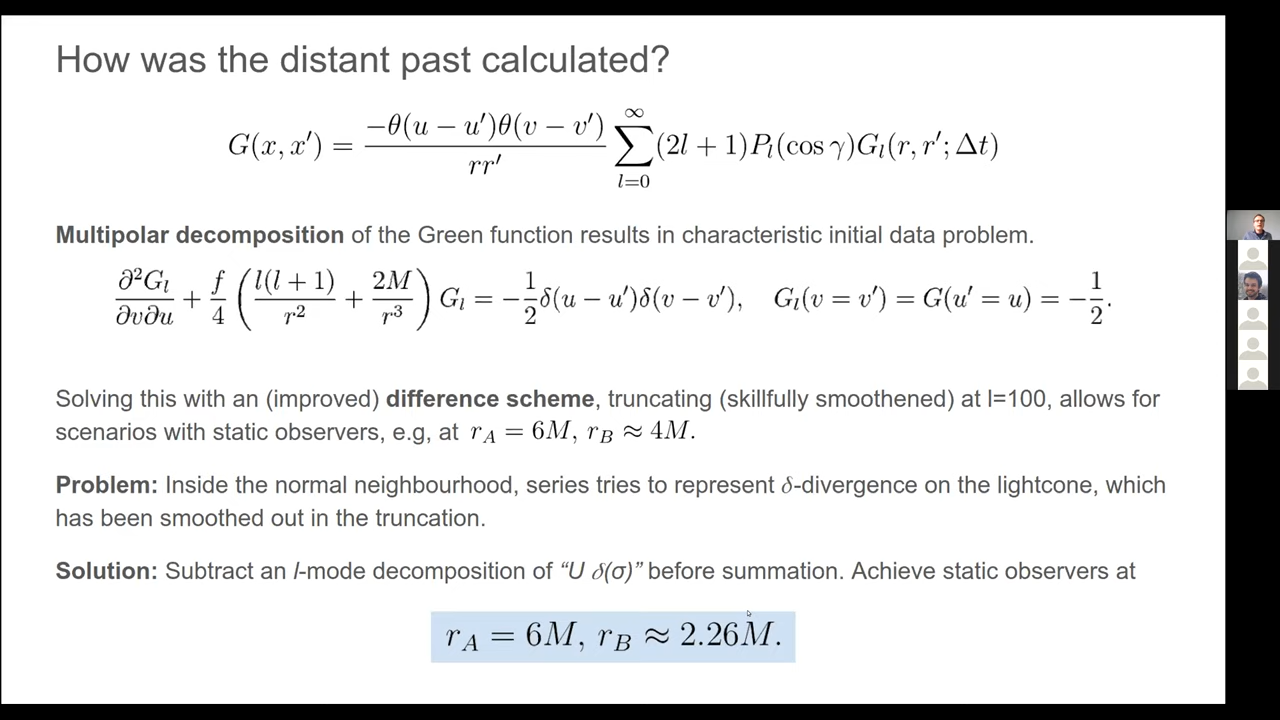 How was the distant past calculated?
G(x, x′) = −θ(u − u′)θ(v − v′) / rr′ ∑_{l=0}^{∞} (2l + 1)P_l(cos γ)G_l(r, r′; Δt)
Multipolar decomposition of the Green function results in characteristic initial data problem.
∂²G_l / ∂v∂u + f/4 ( l(l + 1) / r² + 2M / r³ ) G_l = −1/2 δ(u − u′)δ(v − v′), G_l(v = v′) = G(u′ = u) = −1/2.
Solving this with an (improved) difference scheme, truncating (skillfully smoothened) at l=100, allows for
scenarios with static observers, e.g, at r_A = 6M, r_B ≈ 4M.
Problem: Inside the normal neighbourhood, series tries to represent δ-divergence on the lightcone, which
has been smoothed out in the truncation.
Solution: Subtract an l-mode decomposition of “U δ(σ)” before summation. Achieve static observers at
r_A = 6M, r_B ≈ 2.26M.